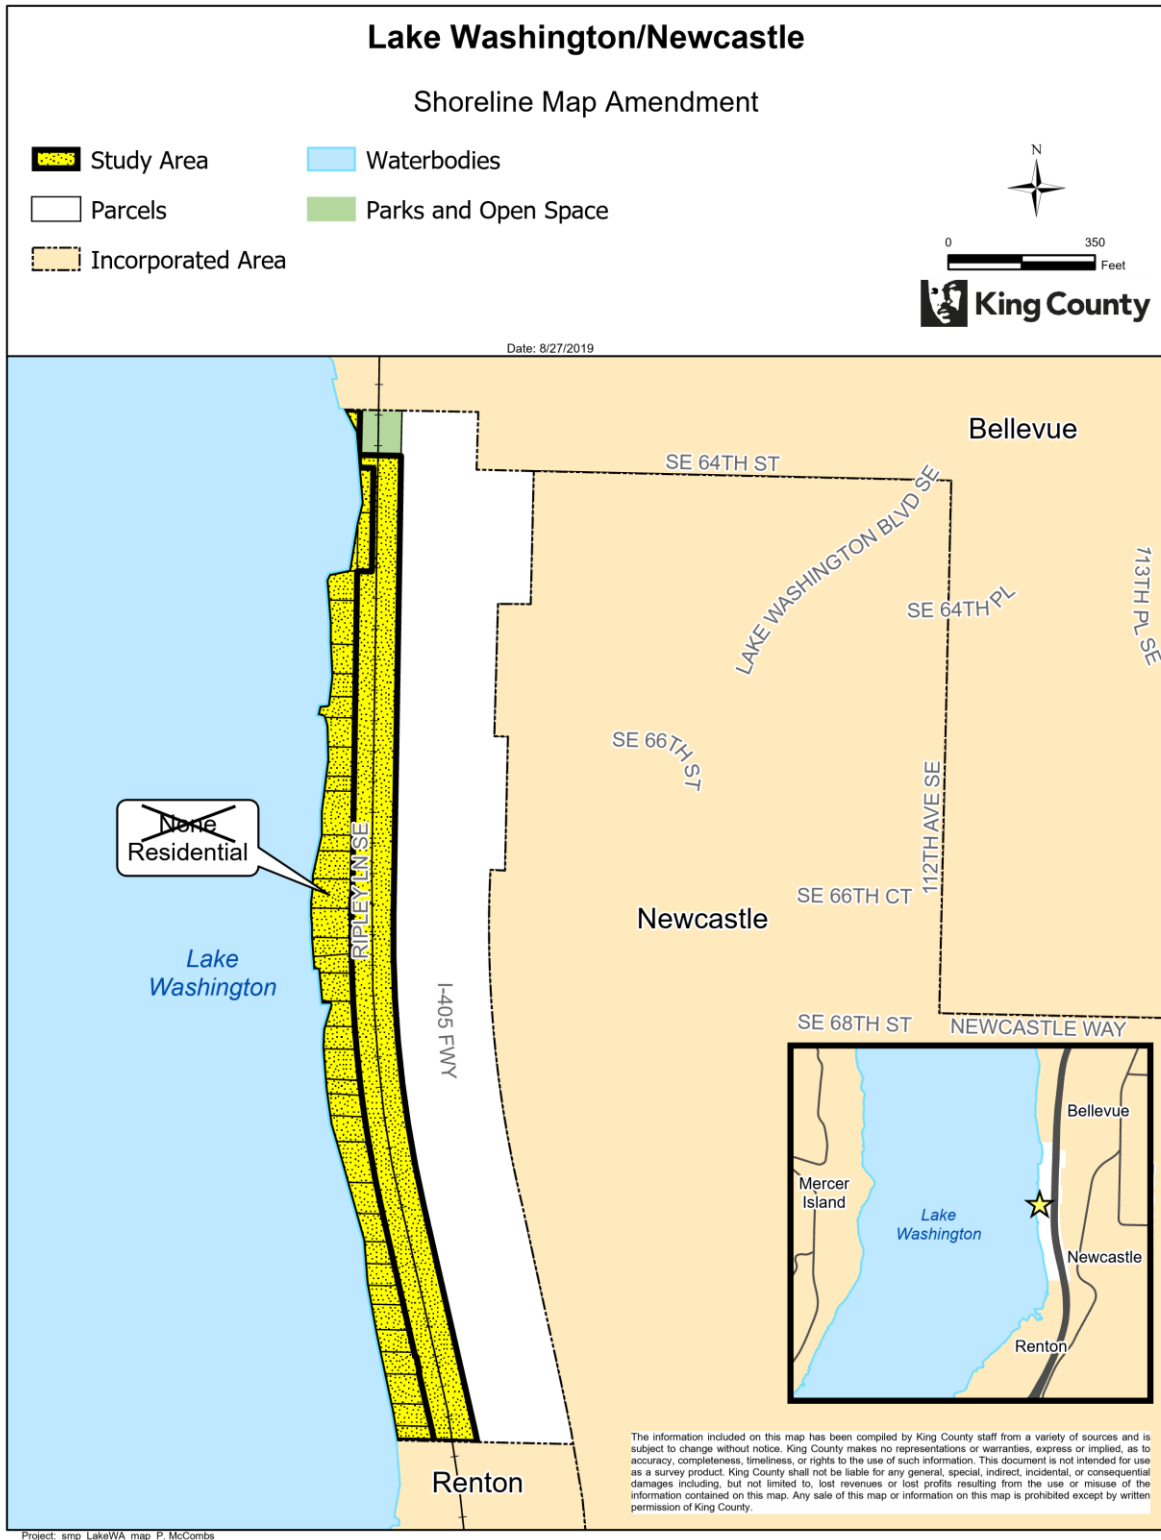 Lake Washington/Newcastle
Shoreline Map Amendment
Study Area
Waterbodies
Parcels
Parks and Open Space
Incorporated Area
N
0 350
Feet
King County
Date: 8/27/2019
Bellevue
SE 64TH ST
LAKE WASHINGTON BLVD SE
113TH PL SE
SE 64TH PL
SE 66TH ST
112TH AVE SE
None
Residential
RIPLEY LN SE
SE 66TH CT
Newcastle
Lake
Washington
I-405 FWY
SE 68TH ST
NEWCASTLE WAY
Bellevue
Mercer
Island
Lake
Washington
Newcastle
Renton
Renton
The information included on this map has been compiled by King County staff from a variety of sources and is
subject to change without notice. King County makes no representations or warranties, express or implied, as to
accuracy, completeness, timeliness, or rights to the use of such information. This document is not intended for use
as a survey product. King County shall not be liable for any general, special, indirect, incidental, or consequential
damages including, but not limited to, lost revenues or lost profits resulting from the use or misuse of the
information contained on this map. Any sale of this map or information on this map is prohibited except by written
permission of King County.
Project: smp_LakeWA_map_P. McCombs